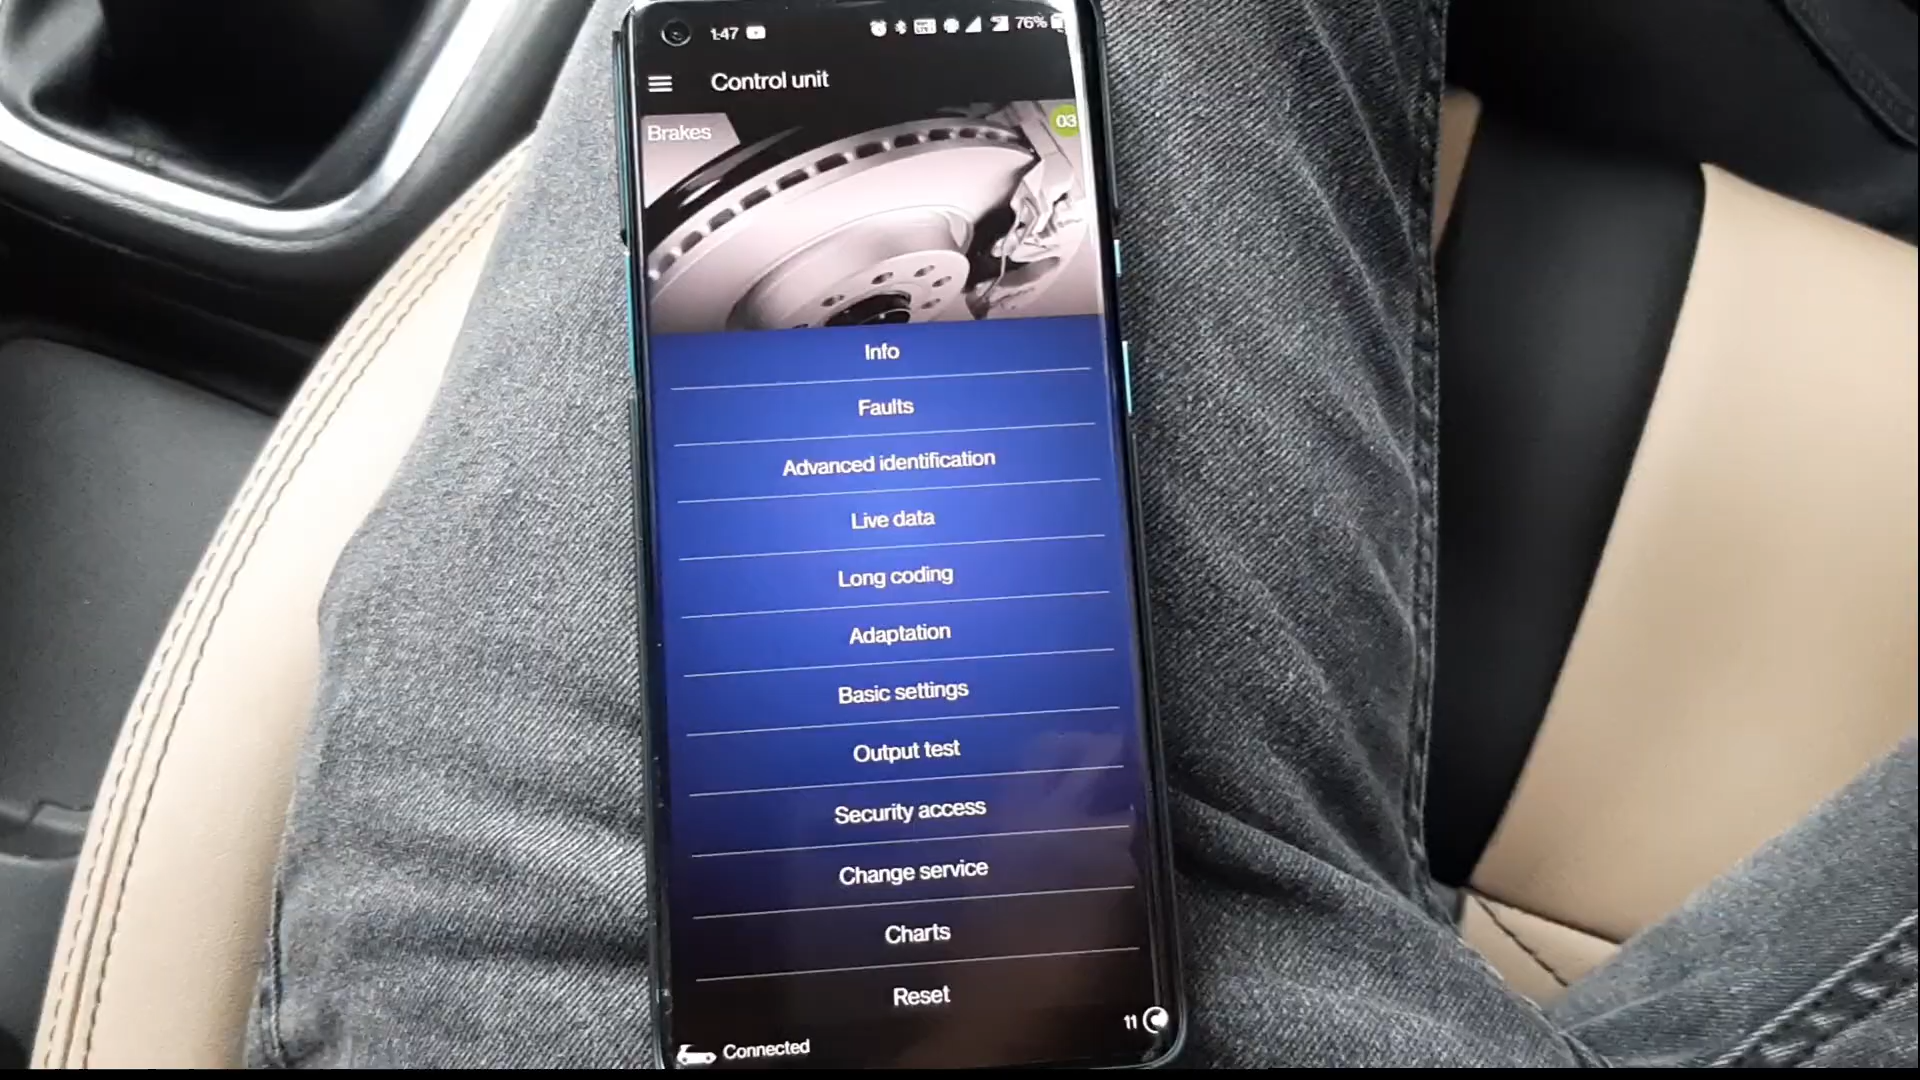 1:47
76%
Control unit
Brakes
03
Info
Faults
Advanced identification
Live data
Long coding
Adaptation
Basic settings
Output test
Security access
Change service
Charts
Reset
11
Connected